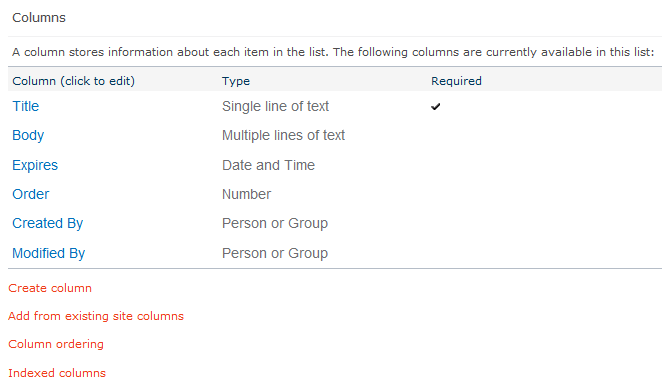 Columns
A column stores information about each item in the list. The following columns are currently available in this list:
Column (click to edit) Type Required
Title Single line of text ✔
Body Multiple lines of text
Expires Date and Time
Order Number
Created By Person or Group
Modified By Person or Group
Create column
Add from existing site columns
Column ordering
Indexed columns